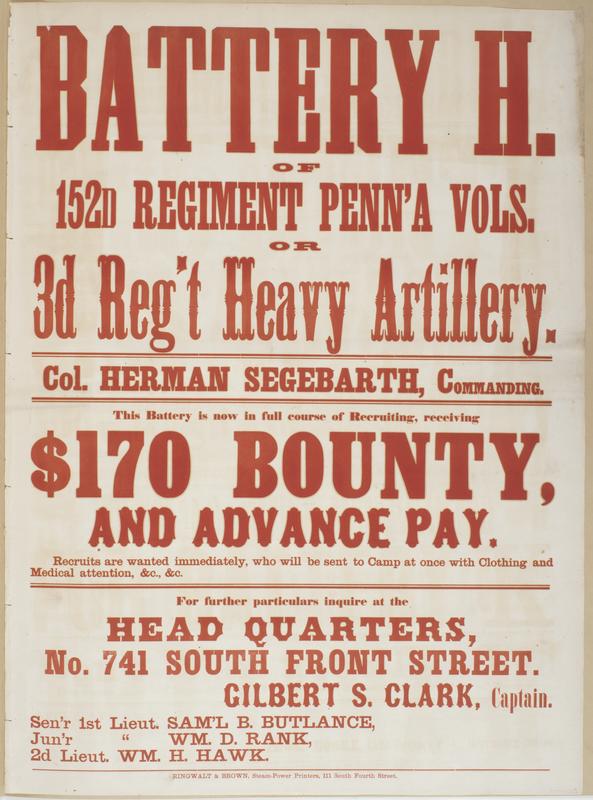 BATTERY H.
OF
152D REGIMENT PENN'A VOLS.
OR
3d Reg't Heavy Artillery.
Col. HERMAN SEGEBARTH, COMMANDING.
This Battery is now in full course of Recruiting, receiving
$170 BOUNTY,
AND ADVANCE PAY.
Recruits are wanted immediately, who will be sent to Camp at once with Clothing and
Medical attention, &c., &c.
For further particulars inquire at the
HEAD QUARTERS,
No. 741 SOUTH FRONT STREET.
GILBERT S. CLARK, Captain.
Sen'r 1st Lieut. SAM'L B. BUTLANCE,
Jun'r " WM. D. RANK,
2d Lieut. WM. H. HAWK.
RINGWALT & BROWN, Steam-Power Printers, 111 South Fourth Street.